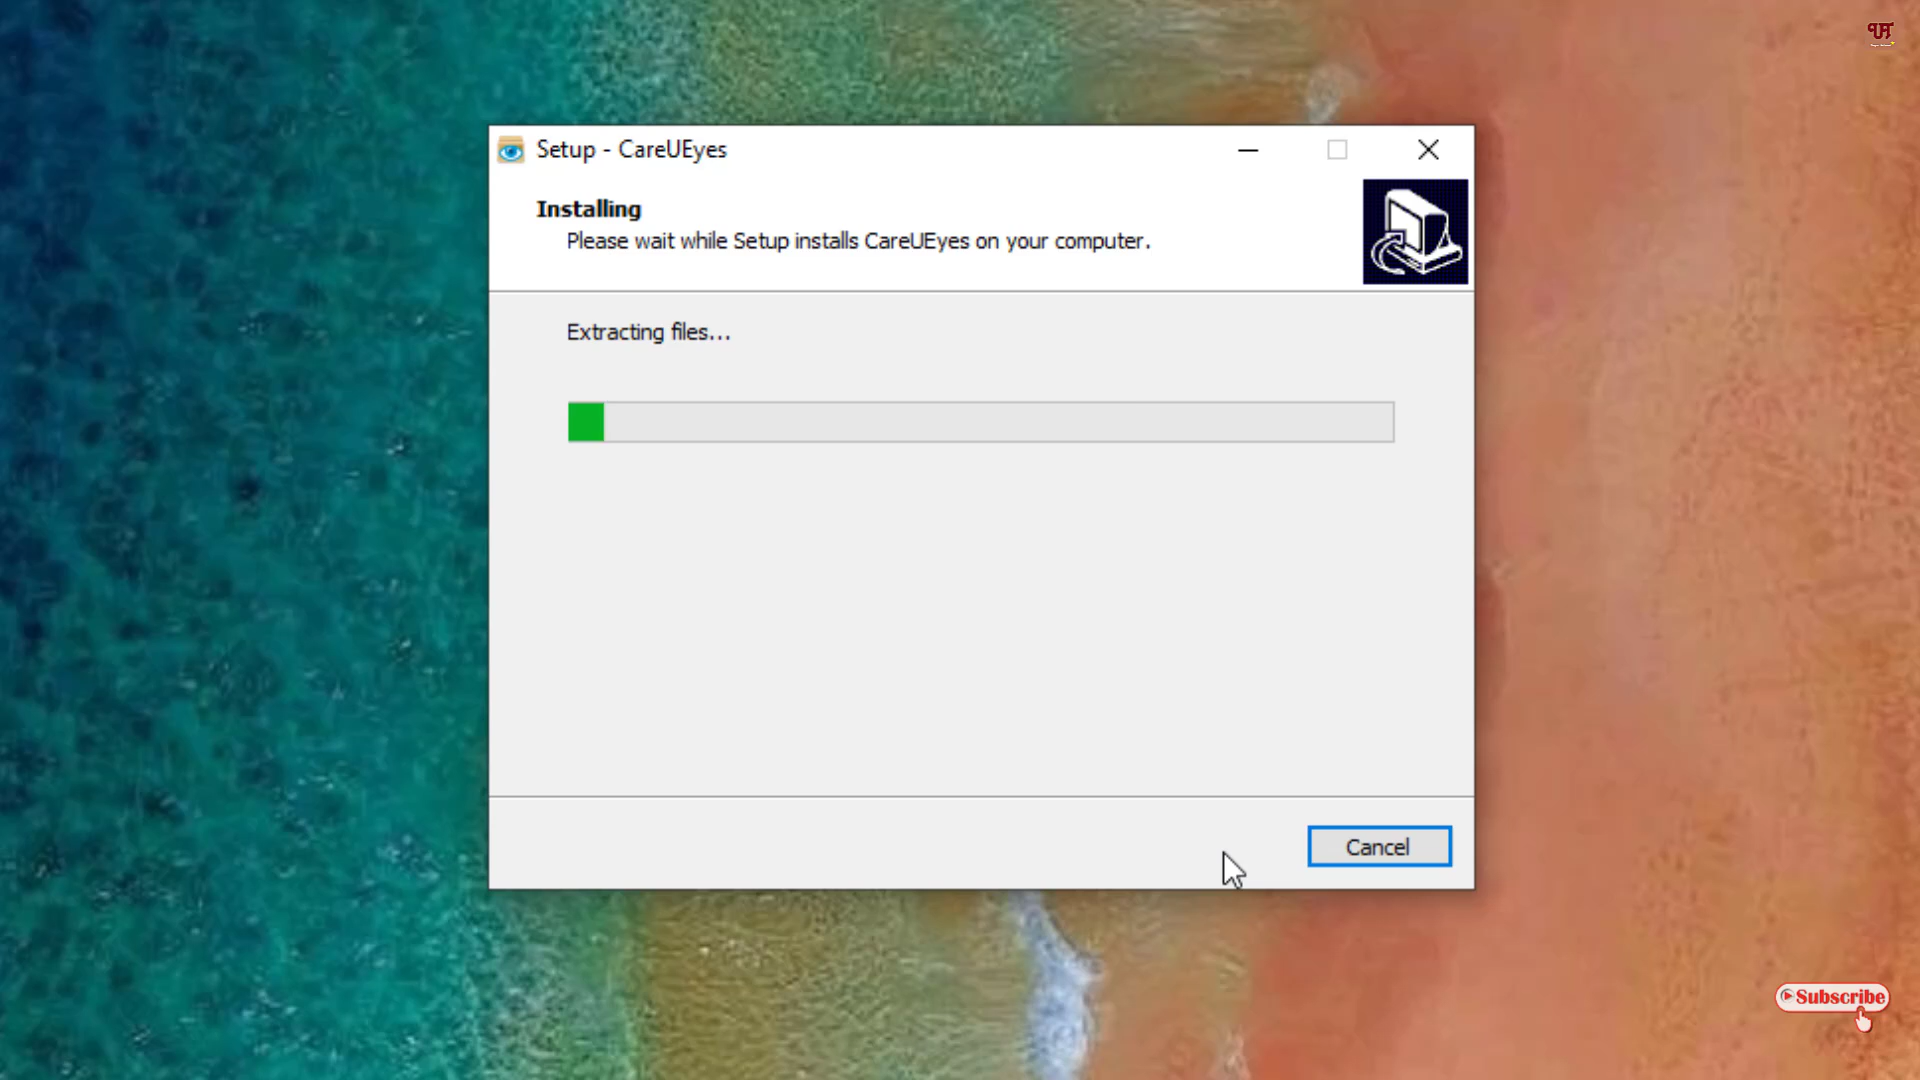 Setup - CareUEyes
Installing
Please wait while Setup installs CareUEyes on your computer.
Extracting files...
Cancel
Subscribe